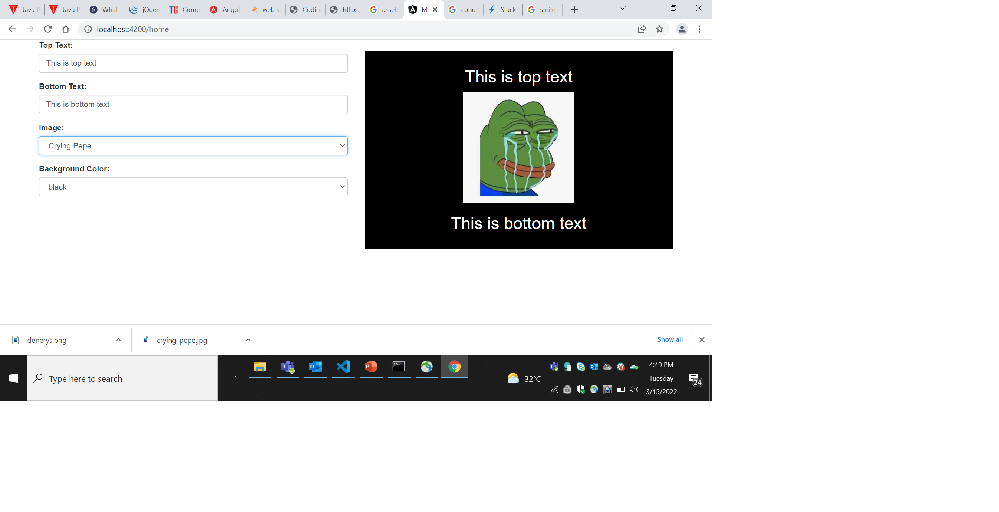 Java P
Java P
What
jQuery
TG Comp
Angul
web s
Codin
https:/
assets
M
condi
Stack
smile
localhost:4200/home
Top Text:
This is top text
Bottom Text:
This is bottom text
Image:
Crying Pepe
Background Color:
black
This is top text
This is bottom text
denerys.png
crying_pepe.jpg
Show all
Type here to search
32°C
4:49 PM
Tuesday
3/15/2022
24